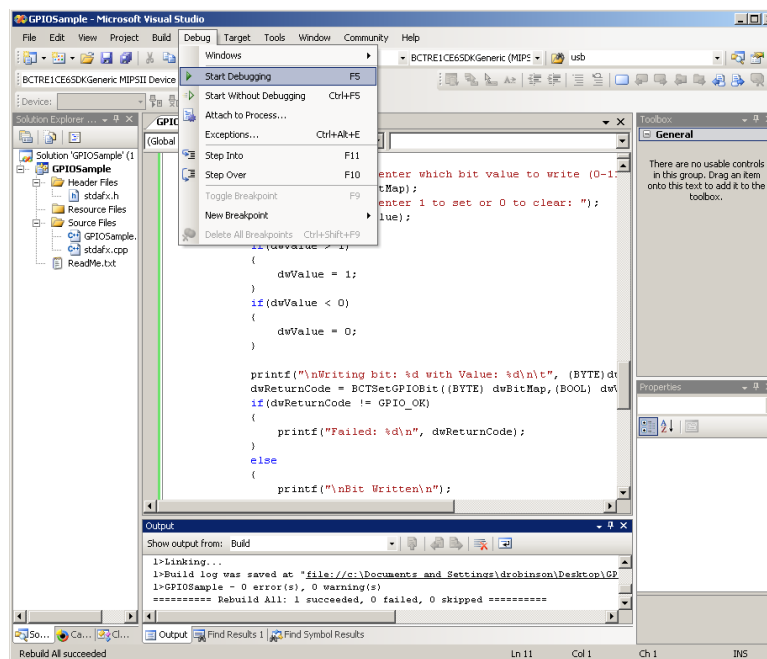 GPIOSample - Microsoft Visual Studio
File Edit View Project Build Debug Target Tools Window Community Help
BCTRE1CE6SDKGeneric (MIPS usb
BCTRE1CE6SDKGeneric MIPSII Device
Device:
Windows
Start Debugging F5
Start Without Debugging Ctrl+F5
Attach to Process...
Exceptions... Ctrl+Alt+E
Step Into F11
Step Over F10
Toggle Breakpoint F9
New Breakpoint
Delete All Breakpoints Ctrl+Shift+F9
Solution Explorer ...
Solution 'GPIOSample' (1
GPIOSample
Header Files
stdafx.h
Resource Files
Source Files
GPIOSample.
stdafx.cpp
ReadMe.txt
GPIO
(Global
enter which bit value to write (0-1
tMap);
enter 1 to set or 0 to clear: ");
lue);
if(dwValue > 1)
{
dwValue = 1;
}
if(dwValue < 0)
{
dwValue = 0;
}
printf("\nWriting bit: %d with Value: %d\n\t", (BYTE)d
dwReturnCode = BCTSetGPIOBit((BYTE) dwBitMap,(BOOL) dw
if(dwReturnCode != GPIO_OK)
{
printf("Failed: %d\n", dwReturnCode);
}
else
{
printf("\nBit Written\n");
Toolbox
General
There are no usable controls
in this group. Drag an item
onto this text to add it to the
toolbox.
Properties
Output
Show output from: Build
1>Linking...
1>Build log was saved at "file://c:\Documents and Settings\drobinson\Desktop\GP
1>GPIOSample - 0 error(s), 0 warning(s)
========== Rebuild All: 1 succeeded, 0 failed, 0 skipped ==========
So... Ca... Cl...
Output Find Results 1 Find Symbol Results
Rebuild All succeeded Ln 11 Col 1 Ch 1 INS